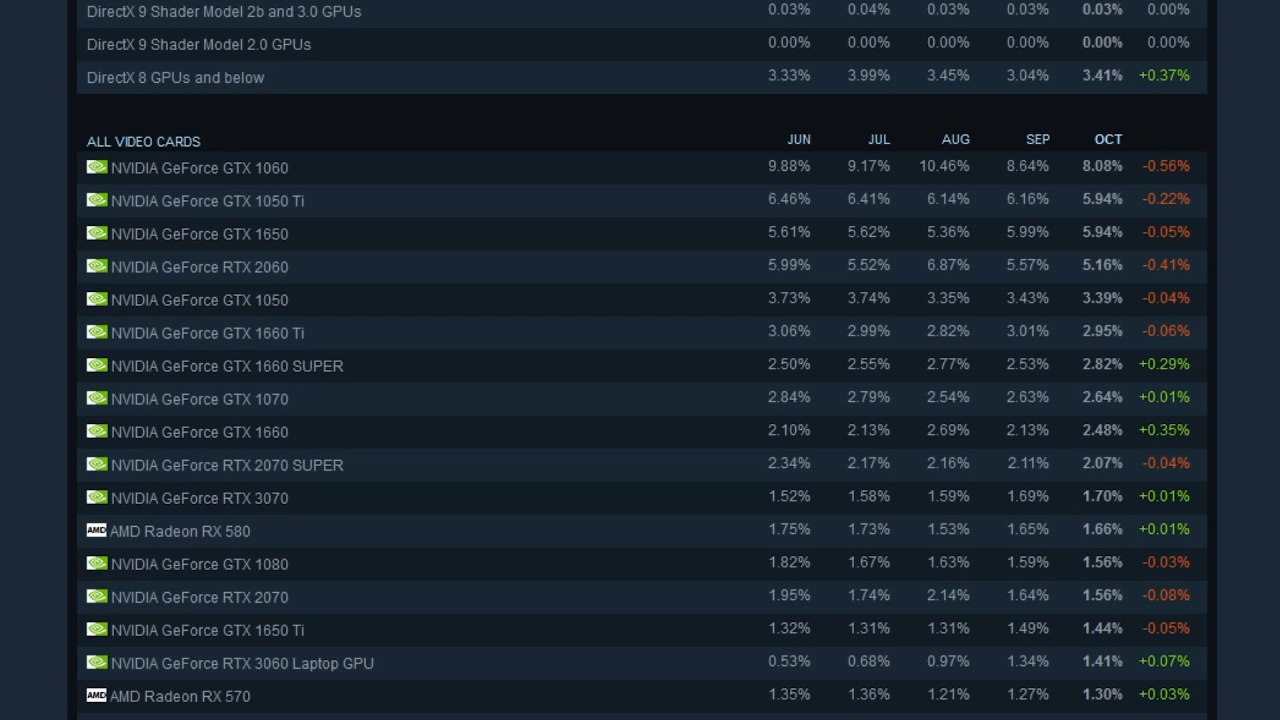 DirectX 9 Shader Model 2b and 3.0 GPUs 0.03% 0.04% 0.03% 0.03% 0.03% 0.00%
DirectX 9 Shader Model 2.0 GPUs 0.00% 0.00% 0.00% 0.00% 0.00% 0.00%
DirectX 8 GPUs and below 3.33% 3.99% 3.45% 3.04% 3.41% +0.37%
ALL VIDEO CARDS JUN JUL AUG SEP OCT
NVIDIA GeForce GTX 1060 9.88% 9.17% 10.46% 8.64% 8.08% -0.56%
NVIDIA GeForce GTX 1050 Ti 6.46% 6.41% 6.14% 6.16% 5.94% -0.22%
NVIDIA GeForce GTX 1650 5.61% 5.62% 5.36% 5.99% 5.94% -0.05%
NVIDIA GeForce RTX 2060 5.99% 5.52% 6.87% 5.57% 5.16% -0.41%
NVIDIA GeForce GTX 1050 3.73% 3.74% 3.35% 3.43% 3.39% -0.04%
NVIDIA GeForce GTX 1660 Ti 3.06% 2.99% 2.82% 3.01% 2.95% -0.06%
NVIDIA GeForce GTX 1660 SUPER 2.50% 2.55% 2.77% 2.53% 2.82% +0.29%
NVIDIA GeForce GTX 1070 2.84% 2.79% 2.54% 2.63% 2.64% +0.01%
NVIDIA GeForce GTX 1660 2.10% 2.13% 2.69% 2.13% 2.48% +0.35%
NVIDIA GeForce RTX 2070 SUPER 2.34% 2.17% 2.16% 2.11% 2.07% -0.04%
NVIDIA GeForce RTX 3070 1.52% 1.58% 1.59% 1.69% 1.70% +0.01%
AMD AMD Radeon RX 580 1.75% 1.73% 1.53% 1.65% 1.66% +0.01%
NVIDIA GeForce GTX 1080 1.82% 1.67% 1.63% 1.59% 1.56% -0.03%
NVIDIA GeForce RTX 2070 1.95% 1.74% 2.14% 1.64% 1.56% -0.08%
NVIDIA GeForce GTX 1650 Ti 1.32% 1.31% 1.31% 1.49% 1.44% -0.05%
NVIDIA GeForce RTX 3060 Laptop GPU 0.53% 0.68% 0.97% 1.34% 1.41% +0.07%
AMD AMD Radeon RX 570 1.35% 1.36% 1.21% 1.27% 1.30% +0.03%